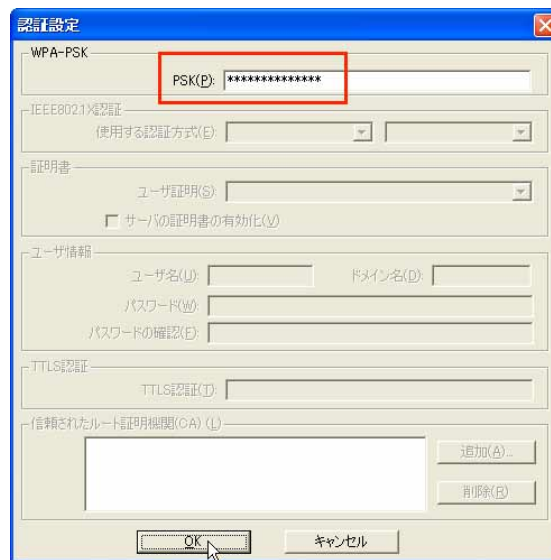 認証設定
WPA-PSK
PSK(P): **************
IEEE802.1X認証
使用する認証方式(E):
証明書
ユーザ証明(S):
サーバの証明書の有効化(V)
ユーザ情報
ユーザ名(U): ドメイン名(D):
パスワード(W):
パスワードの確認(F):
TTLS認証
TTLS認証(T):
信頼されたルート証明機関(CA) (L)
追加(A)...
削除(R)
OK キャンセル